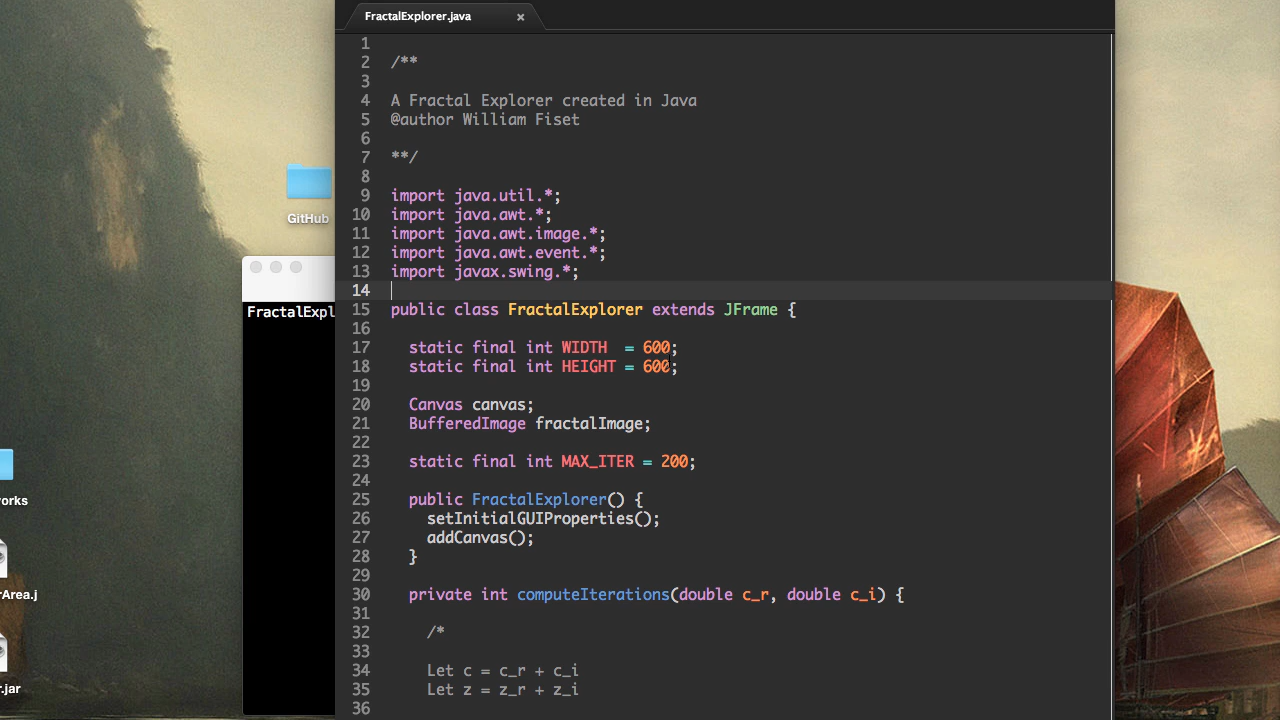 FractalExplorer.java ×
1
2 /**
3
4 A Fractal Explorer created in Java
5 @author William Fiset
6
7 **/
8
9 import java.util.*;
10 import java.awt.*;
11 import java.awt.image.*;
12 import java.awt.event.*;
13 import javax.swing.*;
14
15 public class FractalExplorer extends JFrame {
16
17 static final int WIDTH  = 600;
18 static final int HEIGHT = 600;
19
20 Canvas canvas;
21 BufferedImage fractalImage;
22
23 static final int MAX_ITER = 200;
24
25 public FractalExplorer() {
26 setInitialGUIProperties();
27 addCanvas();
28 }
29
30 private int computeIterations(double c_r, double c_i) {
31
32 /*
33
34 Let c = c_r + c_i
35 Let z = z_r + z_i
36
GitHub
FractalExpl
orks
rArea.j
r.jar